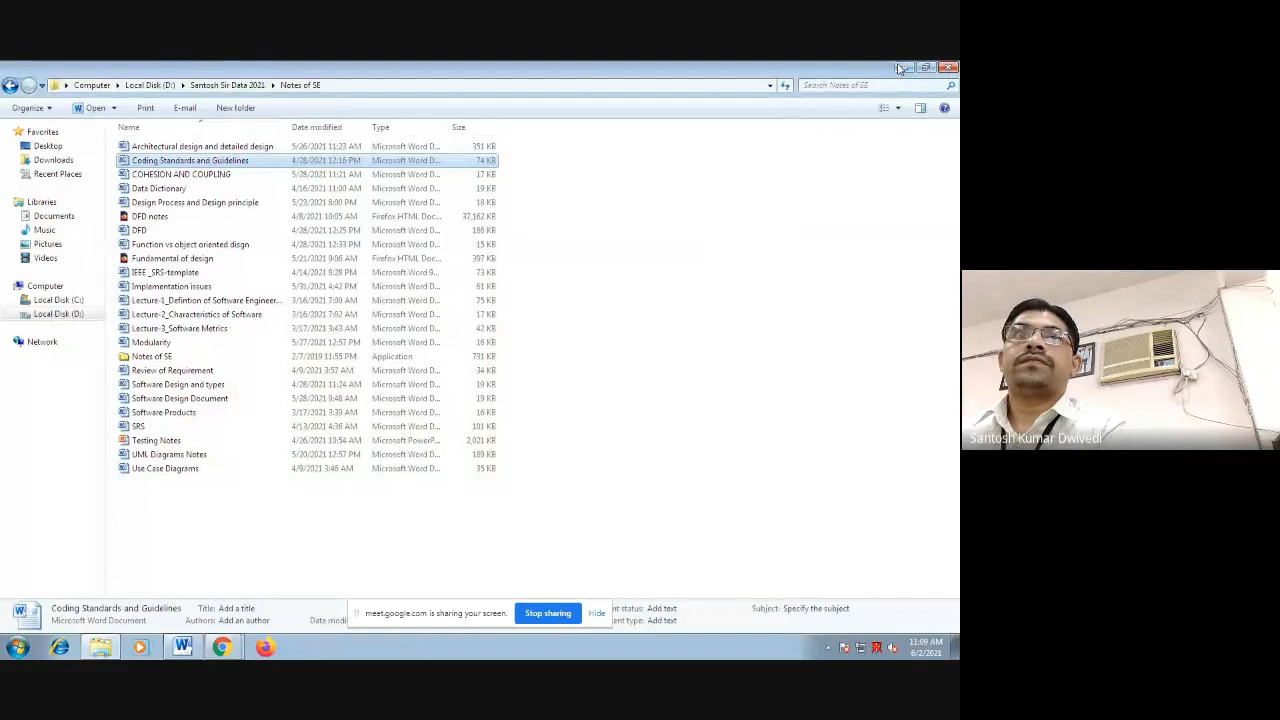 Computer ▸ Local Disk (D:) ▸ Santosh Sir Data 2021 ▸ Notes of SE
Search Notes of SE
Organize Open Print E-mail New folder
Name Date modified Type Size
Favorites
Desktop
Downloads
Recent Places
Libraries
Documents
Music
Pictures
Videos
Computer
Local Disk (C:)
Local Disk (D:)
Network
Architectural design and detailed design 5/26/2021 11:23 AM Microsoft Word D... 351 KB
Coding Standards and Guidelines 4/28/2021 12:16 PM Microsoft Word D... 74 KB
COHESION AND COUPLING 5/28/2021 11:21 AM Microsoft Word D... 17 KB
Data Dictionary 4/16/2021 11:00 AM Microsoft Word D... 19 KB
Design Process and Design principle 5/23/2021 8:00 PM Microsoft Word D... 18 KB
DFD notes 4/8/2021 10:05 AM Firefox HTML Doc... 37,162 KB
DFD 4/28/2021 12:25 PM Microsoft Word D... 186 KB
Function vs object oriented disgn 4/28/2021 12:33 PM Microsoft Word D... 15 KB
Fundamental of design 5/21/2021 9:06 AM Firefox HTML Doc... 397 KB
IEEE _SRS-template 4/14/2021 8:28 PM Microsoft Word 9... 73 KB
Implementation issues 5/31/2021 4:42 PM Microsoft Word D... 61 KB
Lecture-1_Defintion of Software Engineer... 3/16/2021 7:00 AM Microsoft Word D... 75 KB
Lecture-2_Characteristics of Software 3/16/2021 7:02 AM Microsoft Word D... 17 KB
Lecture-3_Software Metrics 3/17/2021 3:43 AM Microsoft Word D... 42 KB
Modularity 5/27/2021 12:57 PM Microsoft Word D... 16 KB
Notes of SE 2/7/2019 11:55 PM Application 731 KB
Review of Requirement 4/9/2021 3:57 AM Microsoft Word D... 34 KB
Software Design and types 4/28/2021 11:24 AM Microsoft Word D... 19 KB
Software Design Document 5/28/2021 9:48 AM Microsoft Word D... 19 KB
Software Products 3/17/2021 3:39 AM Microsoft Word D... 16 KB
SRS 4/13/2021 4:36 AM Microsoft Word D... 101 KB
Testing Notes 4/26/2021 10:54 AM Microsoft PowerP... 2,021 KB
UML Diagrams Notes 5/20/2021 12:57 PM Microsoft Word D... 189 KB
Use Case Diagrams 4/9/2021 3:46 AM Microsoft Word D... 35 KB
Santosh Kumar Dwivedi
Coding Standards and Guidelines Title: Add a title nt status: Add text Subject: Specify the subject
Microsoft Word Document Authors: Add an author Date modi ent type: Add text
meet.google.com is sharing your screen. Stop sharing Hide
11:09 AM
6/2/2021